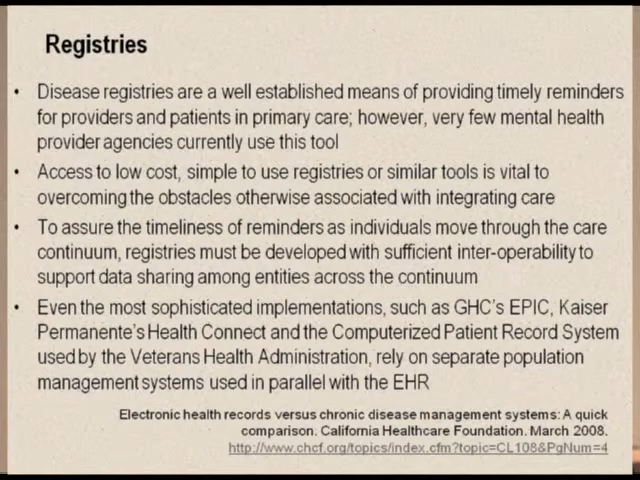 Registries
• Disease registries are a well established means of providing timely reminders
for providers and patients in primary care; however, very few mental health
provider agencies currently use this tool
• Access to low cost, simple to use registries or similar tools is vital to
overcoming the obstacles otherwise associated with integrating care
• To assure the timeliness of reminders as individuals move through the care
continuum, registries must be developed with sufficient inter-operability to
support data sharing among entities across the continuum
• Even the most sophisticated implementations, such as GHC's EPIC, Kaiser
Permanente's Health Connect and the Computerized Patient Record System
used by the Veterans Health Administration, rely on separate population
management systems used in parallel with the EHR
Electronic health records versus chronic disease management systems: A quick
comparison. California Healthcare Foundation. March 2008.
http://www.chcf.org/topics/index.cfm?topic=CL108&PgNum=4